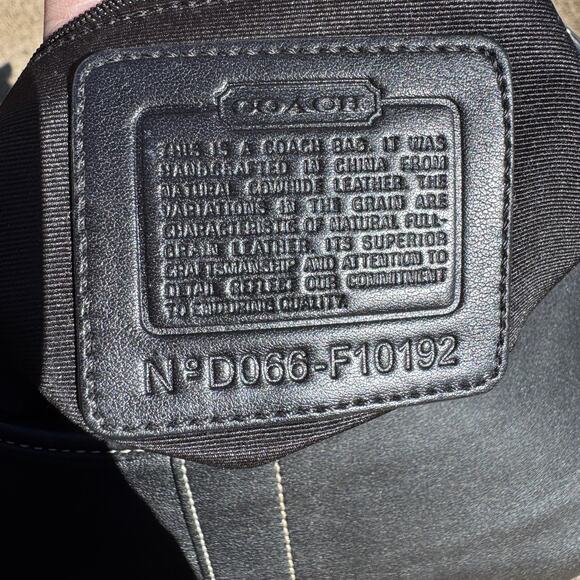 COACH
THIS IS A COACH BAG. IT WAS
HANDCRAFTED IN CHINA FROM
NATURAL COWHIDE LEATHER. THE
VARIATIONS IN THE GRAIN ARE
CHARACTERISTIC OF NATURAL FULL-
GRAIN LEATHER. ITS SUPERIOR
CRAFTSMANSHIP AND ATTENTION TO
DETAIL REFLECT OUR COMMITMENT
TO ENDURING QUALITY.
Nº D066-F10192